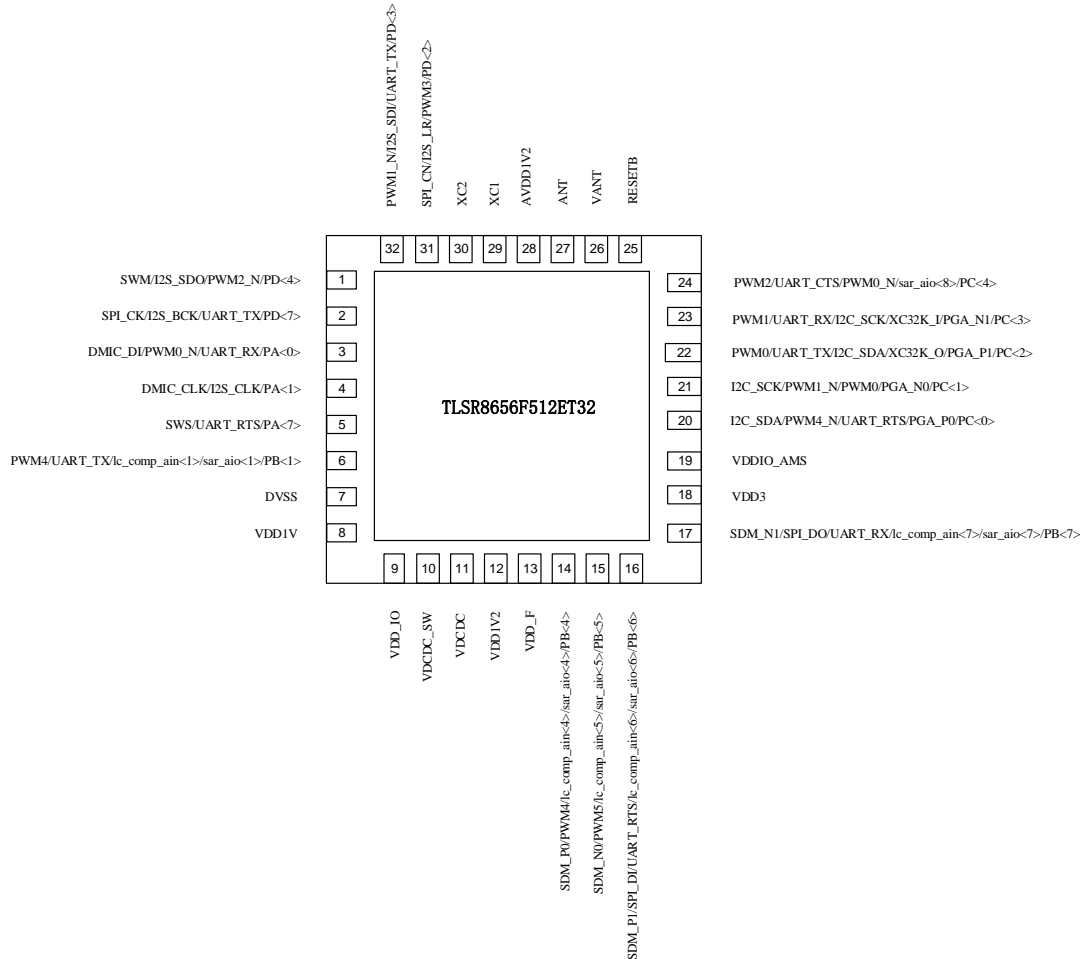 PWM1_N/I2S_SDI/UART_TX/PD<3>
SPI_CN/I2S_LR/PWM3/PD<2>
XC2
XC1
AVDD1V2
ANT
VANT
RESETB
32
31
30
29
28
27
26
25
SWM/I2S_SDO/PWM2_N/PD<4>
1
SPI_CK/I2S_BCK/UART_TX/PD<7>
2
DMIC_DI/PWM0_N/UART_RX/PA<0>
3
DMIC_CLK/I2S_CLK/PA<1>
4
SWS/UART_RTS/PA<7>
5
PWM4/UART_TX/lc_comp_ain<1>/sar_aio<1>/PB<1>
6
DVSS
7
VDD1V
8
TLSR8656F512ET32
24
PWM2/UART_CTS/PWM0_N/sar_aio<8>/PC<4>
23
PWM1/UART_RX/I2C_SCK/XC32K_I/PGA_N1/PC<3>
22
PWM0/UART_TX/I2C_SDA/XC32K_O/PGA_P1/PC<2>
21
I2C_SCK/PWM1_N/PWM0/PGA_N0/PC<1>
20
I2C_SDA/PWM4_N/UART_RTS/PGA_P0/PC<0>
19
VDDIO_AMS
18
VDD3
17
SDM_N1/SPI_DO/UART_RX/lc_comp_ain<7>/sar_aio<7>/PB<7>
9
10
11
12
13
14
15
16
VDD_IO
VDCDC_SW
VDCDC
VDD1V2
VDD_F
SDM_P0/PWM4/lc_comp_ain<4>/sar_aio<4>/PB<4>
SDM_N0/PWM5/lc_comp_ain<5>/sar_aio<5>/PB<5>
SDM_P1/SPI_DI/UART_RTS/lc_comp_ain<6>/sar_aio<6>/PB<6>